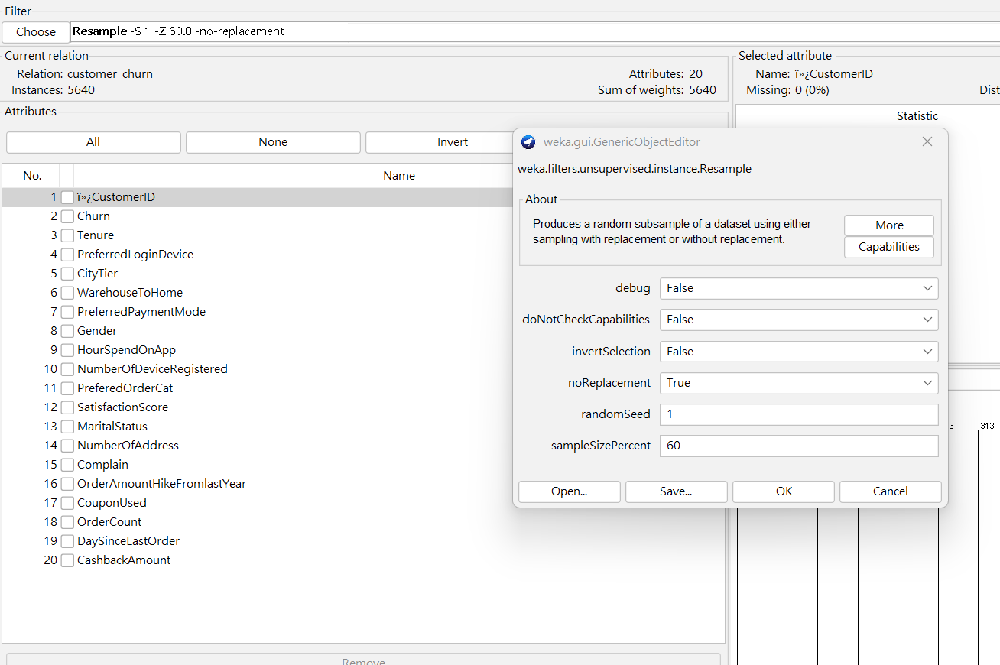 Filter
Choose Resample -S 1 -Z 60.0 -no-replacement
Current relation
Relation: customer_churn Attributes: 20
Instances: 5640 Sum of weights: 5640
Selected attribute
Name: ï»¿CustomerID
Missing: 0 (0%) Dist
Statistic
Attributes
All None Invert
No. Name
1 ï»¿CustomerID
2 Churn
3 Tenure
4 PreferredLoginDevice
5 CityTier
6 WarehouseToHome
7 PreferredPaymentMode
8 Gender
9 HourSpendOnApp
10 NumberOfDeviceRegistered
11 PreferedOrderCat
12 SatisfactionScore
13 MaritalStatus
14 NumberOfAddress
15 Complain
16 OrderAmountHikeFromlastYear
17 CouponUsed
18 OrderCount
19 DaySinceLastOrder
20 CashbackAmount
Remove
weka.gui.GenericObjectEditor
weka.filters.unsupervised.instance.Resample
About
Produces a random subsample of a dataset using either
sampling with replacement or without replacement.
More
Capabilities
debug False
doNotCheckCapabilities False
invertSelection False
noReplacement True
randomSeed 1
sampleSizePercent 60
Open... Save... OK Cancel
3 313